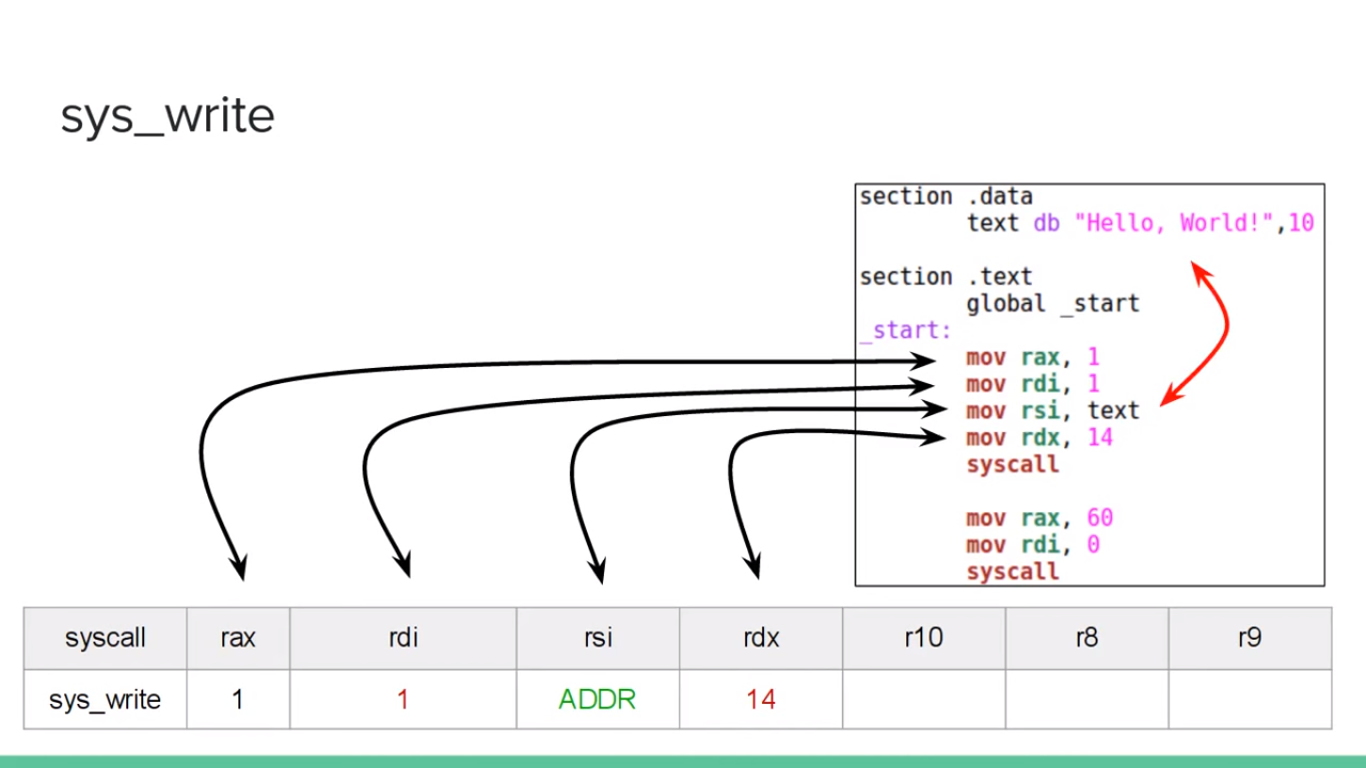 sys_write
section .data
text db "Hello, World!",10
section .text
global _start
_start:
mov rax, 1
mov rdi, 1
mov rsi, text
mov rdx, 14
syscall
mov rax, 60
mov rdi, 0
syscall
syscall rax rdi rsi rdx r10 r8 r9
sys_write 1 1 ADDR 14